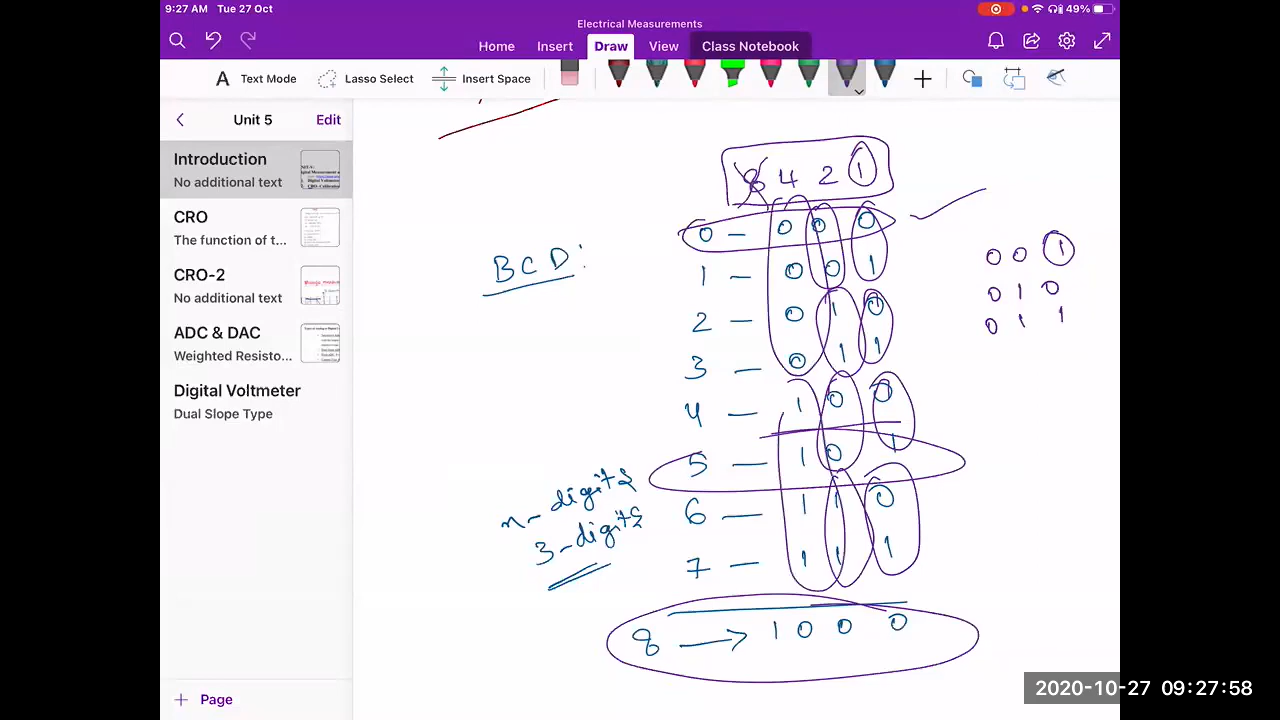 9:27 AM Tue 27 Oct
49%
Electrical Measurements
Home Insert Draw View Class Notebook
Text Mode Lasso Select Insert Space
Unit 5 Edit
Introduction
No additional text
CRO
The function of t...
CRO-2
No additional text
ADC & DAC
Weighted Resisto...
Digital Voltmeter
Dual Slope Type
Page
8 4 2 1
BCD:
0 - 0 0 0
1 - 0 0 1
2 - 0 1 0
3 - 0 1 1
4 - 1 0 0
5 - 1 0 1
6 - 1 1 0
7 - 1 1 1
8 → 1 0 0 0
n-digits
3-digits
0 0 1
0 1 0
0 1 1
2020-10-27 09:27:58